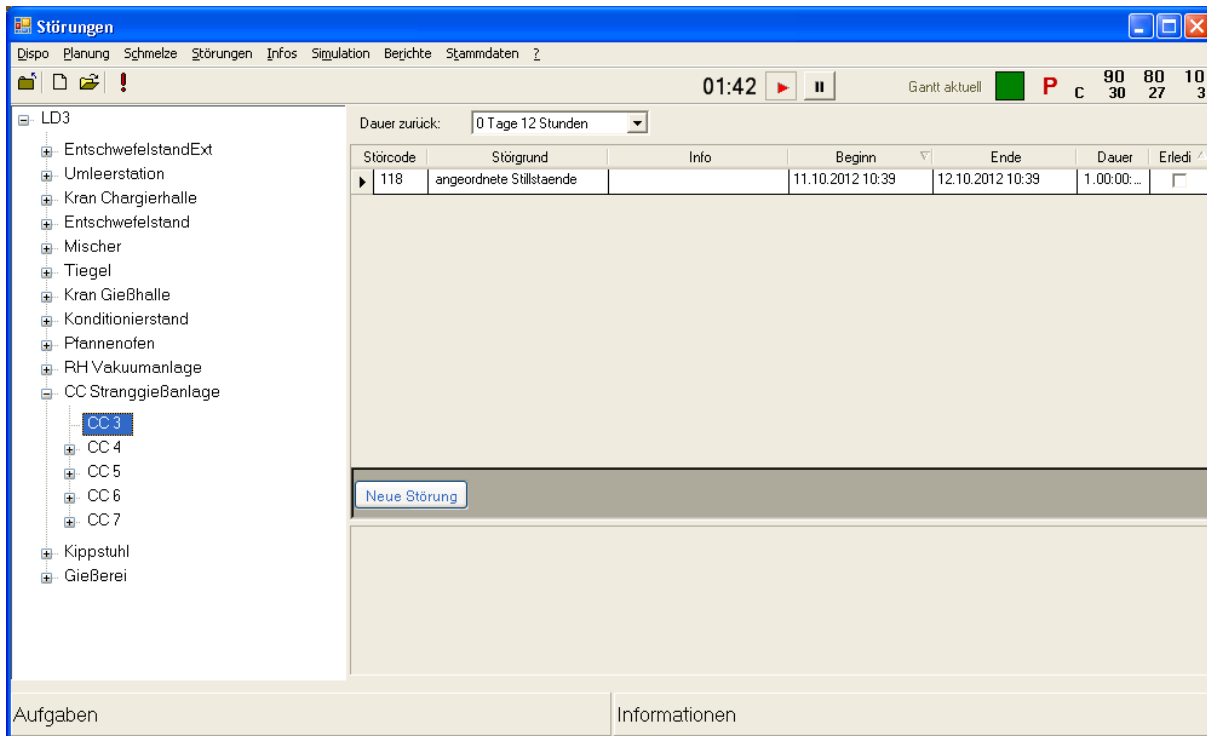 Störungen
Dispo Planung Schmelze Störungen Infos Simulation Berichte Stammdaten ?
01:42 Gantt aktuell P C 90 30 80 27 10 3
LD3
EntschwefelstandExt
Umleerstation
Kran Chargierhalle
Entschwefelstand
Mischer
Tiegel
Kran Gießhalle
Konditionierstand
Pfannenofen
RH Vakuumanlage
CC Stranggießanlage
CC 3
CC 4
CC 5
CC 6
CC 7
Kippstuhl
Gießerei
Dauer zurück: 0 Tage 12 Stunden
Störcode Störgrund Info Beginn Ende Dauer Erledi
118 angeordnete Stillstaende 11.10.2012 10:39 12.10.2012 10:39 1.00:00:...
Neue Störung
Aufgaben Informationen